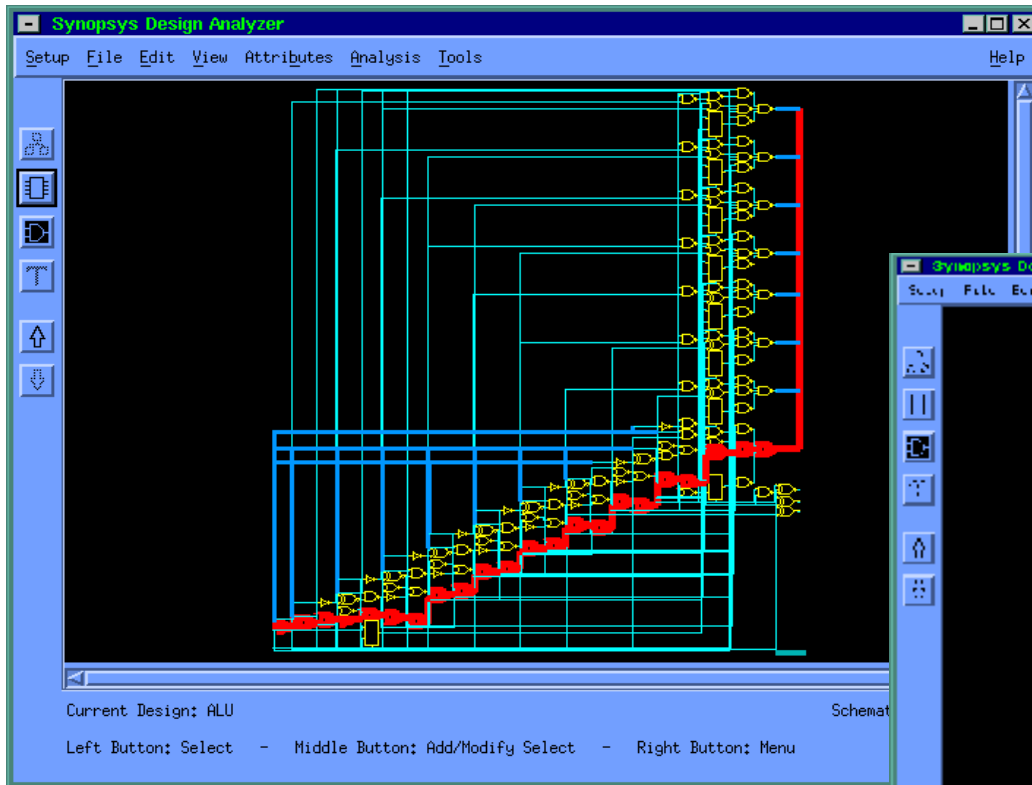 Synopsys Design Analyzer
Setup File Edit View Attributes Analysis Tools Help
Synopsys
Current Design: ALU
Schemat
Left Button: Select - Middle Button: Add/Modify Select - Right Button: Menu